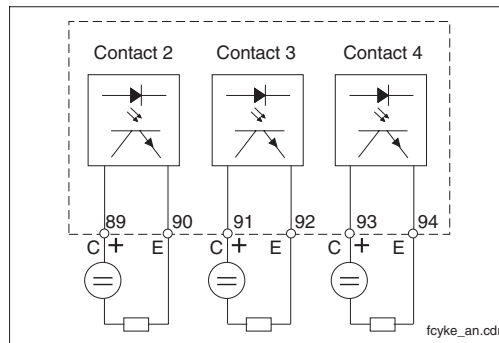 Contact 2 Contact 3 Contact 4
89 90 91 92 93 94
C + E C + E C + E
fcyke_an.cdr